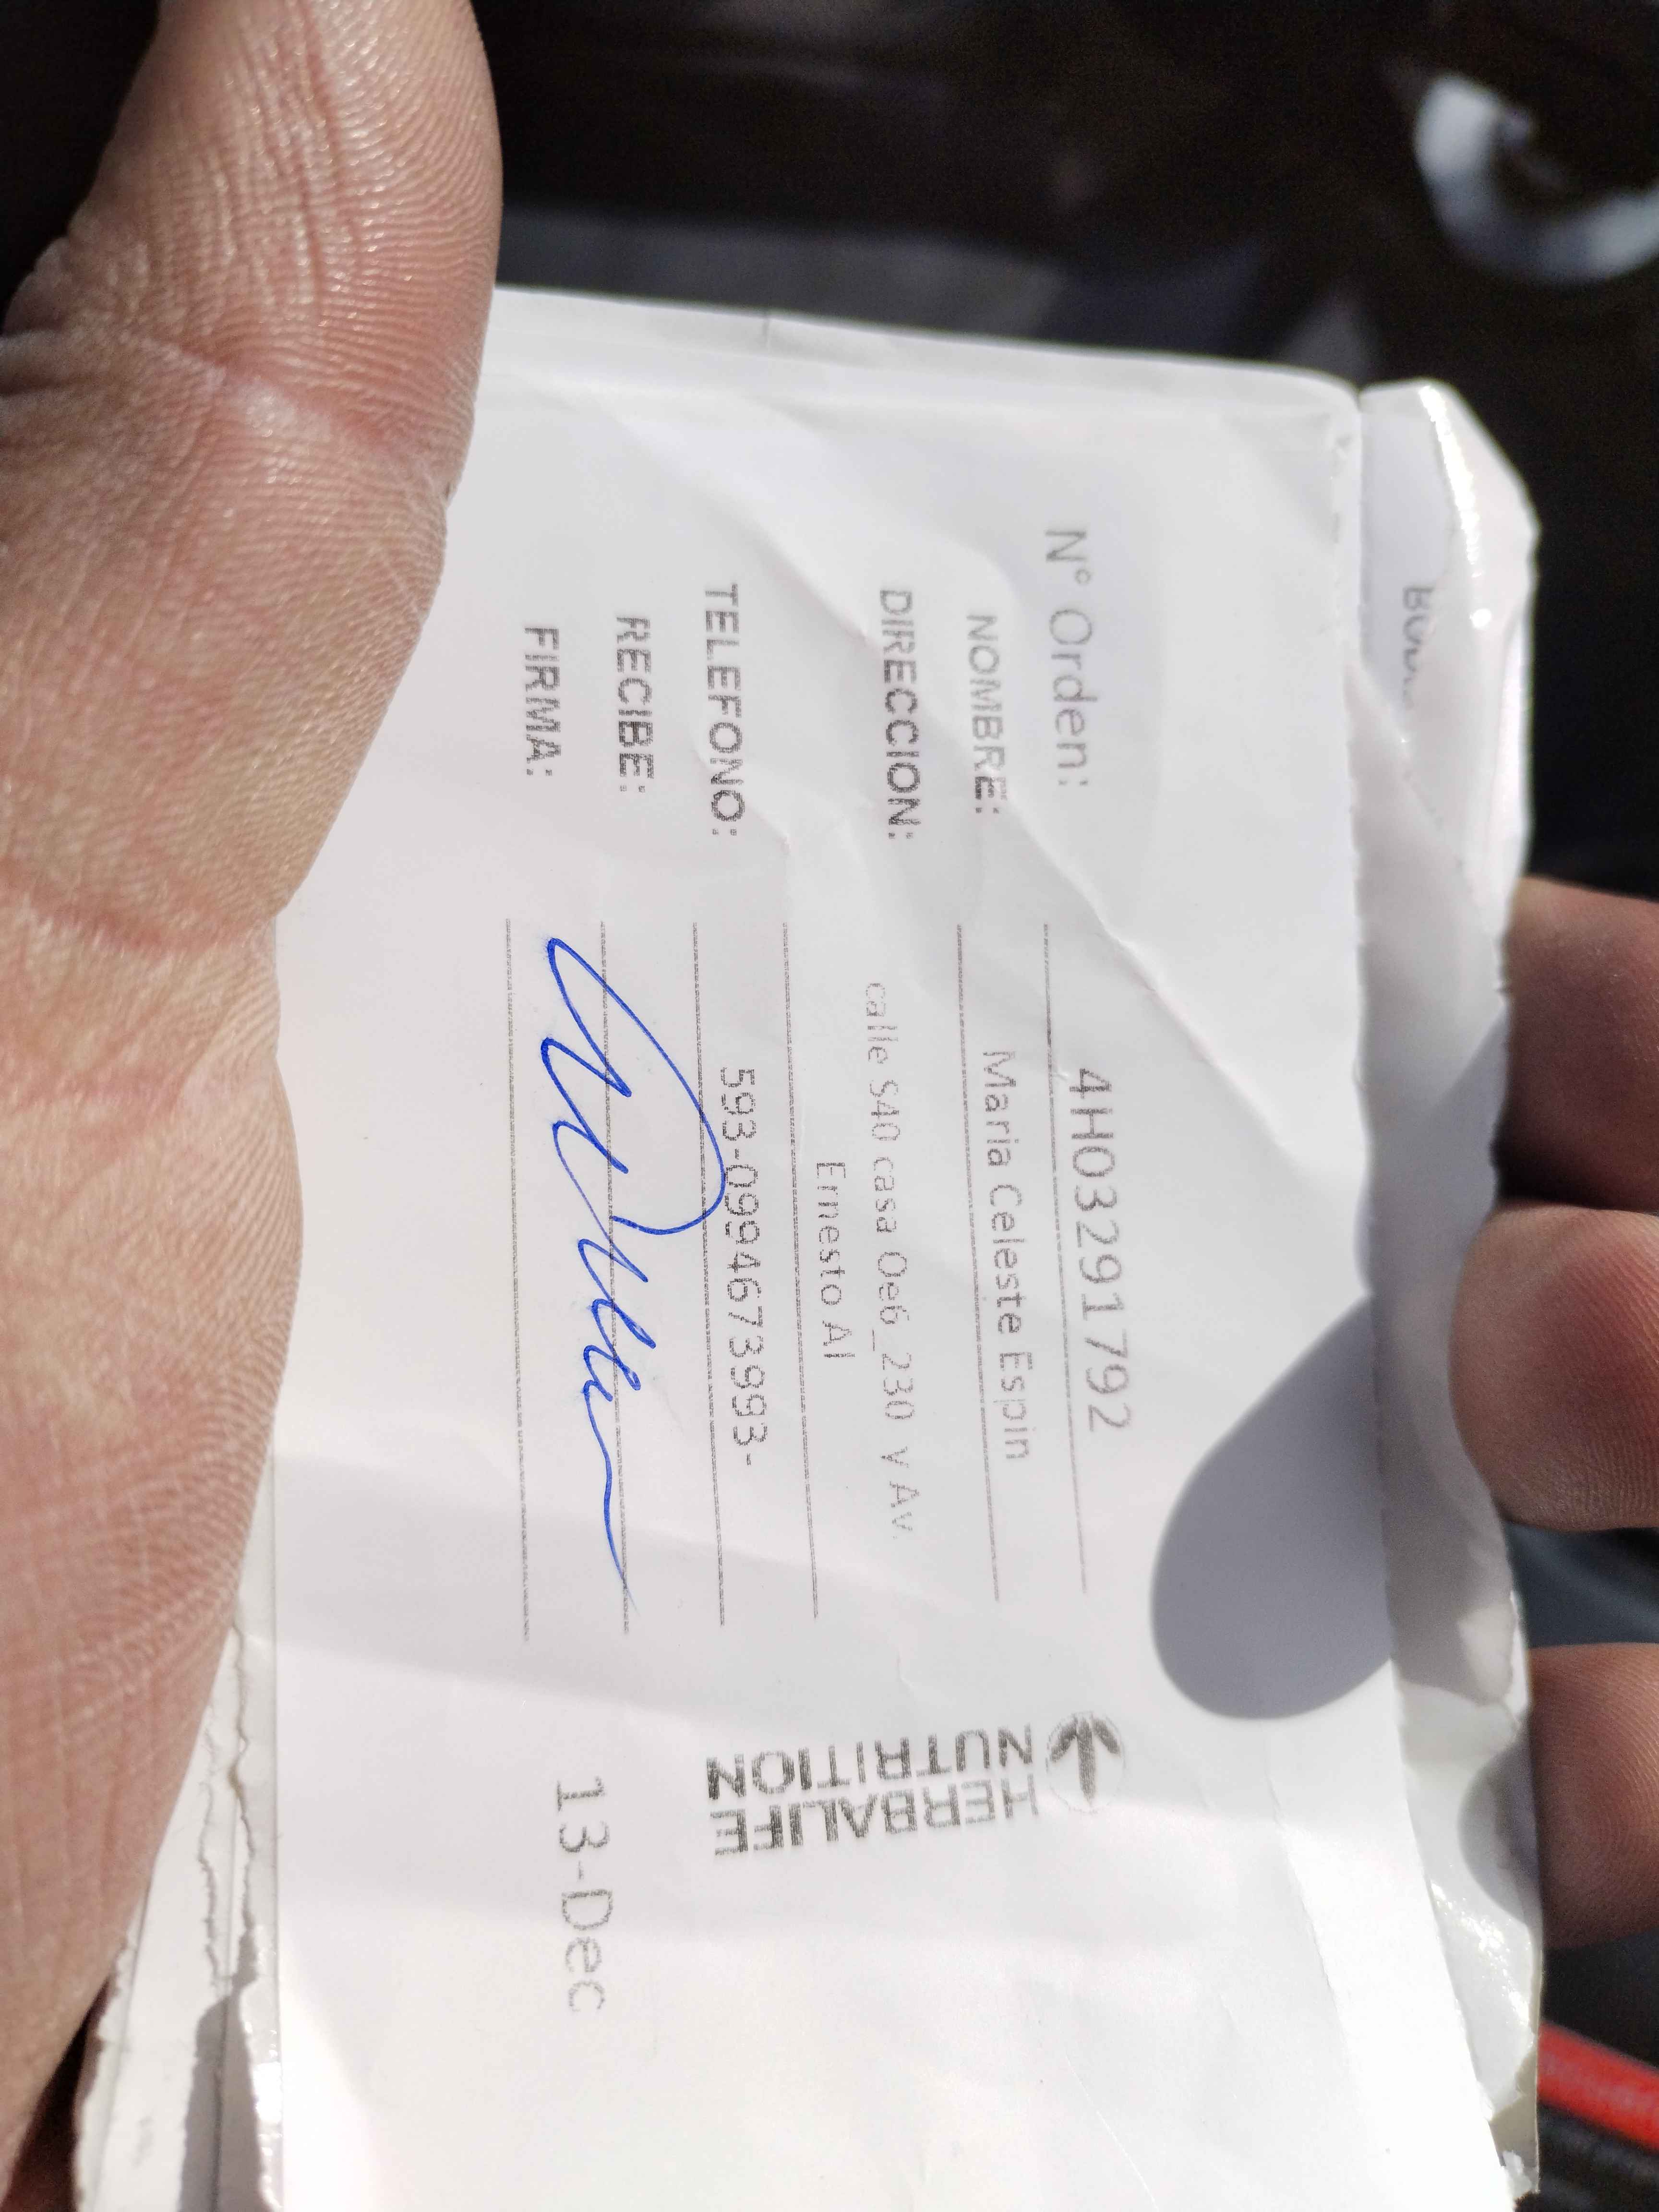 N° Orden: 4H03291792
NOMBRE: Maria Celeste Espin
DIRECCION: calle S40 casa Oe6_230 y Av.
Ernesto Al
TELEFONO: 593-0994673993-
RECIBE:
FIRMA:
HERBALIFE
NUTRITION
13-Dec